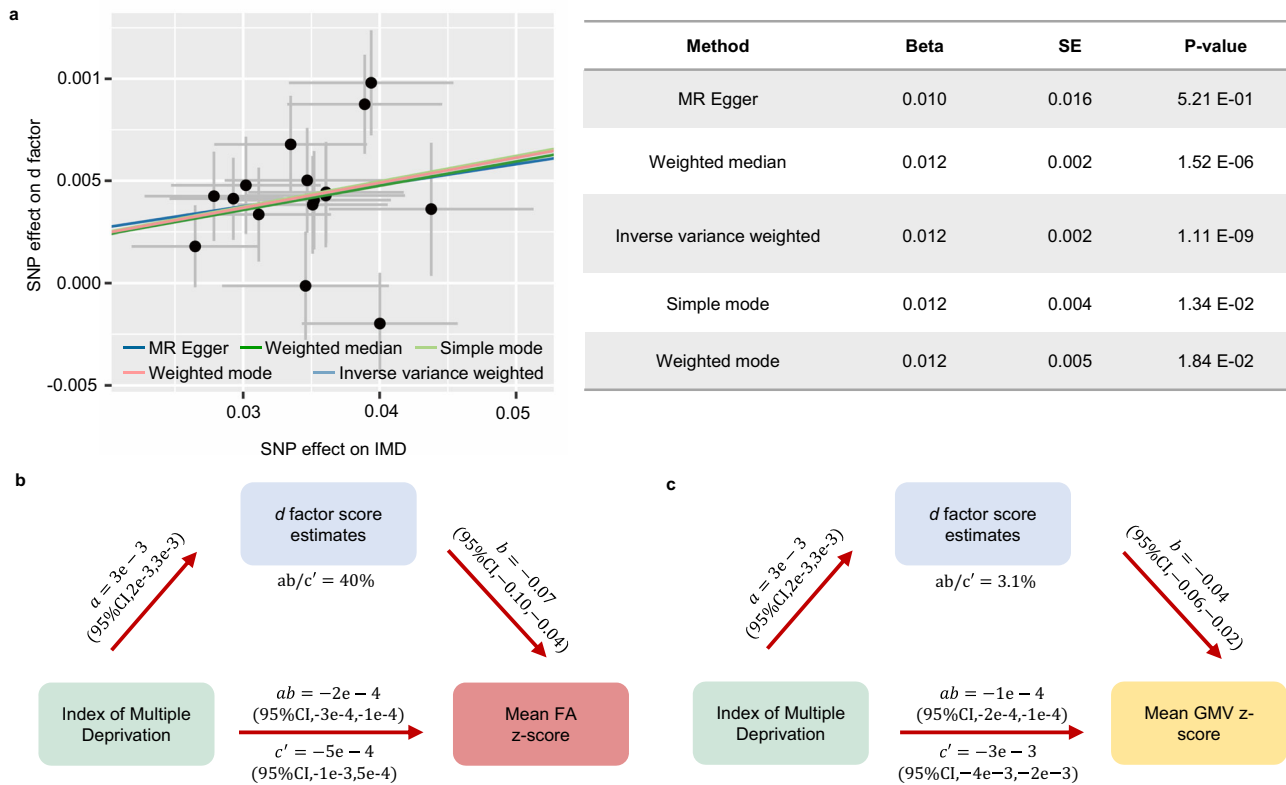 a
0.001
0.005
0.000
-0.005
SNP effect on d factor
MR Egger
Weighted median
Simple mode
Weighted mode
Inverse variance weighted
0.03
0.04
0.05
SNP effect on IMD
Method Beta SE P-value
MR Egger 0.010 0.016 5.21 E-01
Weighted median 0.012 0.002 1.52 E-06
Inverse variance weighted 0.012 0.002 1.11 E-09
Simple mode 0.012 0.004 1.34 E-02
Weighted mode 0.012 0.005 1.84 E-02
b
d factor score
estimates
ab/c′ = 40%
a = 3e − 3
(95%CI,2e-3,3e-3)
b = −0.07
(95%CI,−0.10,−0.04)
Index of Multiple
Deprivation
ab = −2e − 4
(95%CI,-3e-4,-1e-4)
c′ = −5e − 4
(95%CI,-1e-3,5e-4)
Mean FA
z-score
c
d factor score
estimates
ab/c′ = 3.1%
a = 3e − 3
(95%CI,2e-3,3e-3)
b = −0.04
(95%CI,−0.06,−0.02)
Index of Multiple
Deprivation
ab = −1e − 4
(95%CI,-2e-4,-1e-4)
c′ = −3e − 3
(95%CI,−4e−3,−2e−3)
Mean GMV z-
score